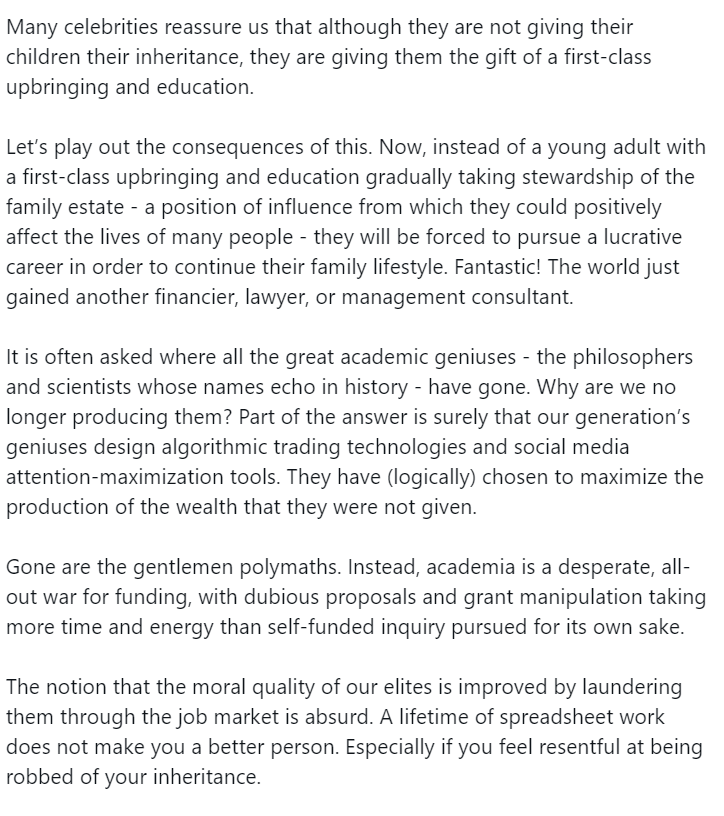 Many celebrities reassure us that although they are not giving their
children their inheritance, they are giving them the gift of a first-class
upbringing and education.
Let's play out the consequences of this. Now, instead of a young adult with
a first-class upbringing and education gradually taking stewardship of the
family estate - a position of influence from which they could positively
affect the lives of many people - they will be forced to pursue a lucrative
career in order to continue their family lifestyle. Fantastic! The world just
gained another financier, lawyer, or management consultant.
It is often asked where all the great academic geniuses - the philosophers
and scientists whose names echo in history - have gone. Why are we no
longer producing them? Part of the answer is surely that our generation's
geniuses design algorithmic trading technologies and social media
attention-maximization tools. They have (logically) chosen to maximize the
production of the wealth that they were not given.
Gone are the gentlemen polymaths. Instead, academia is a desperate, all-
out war for funding, with dubious proposals and grant manipulation taking
more time and energy than self-funded inquiry pursued for its own sake.
The notion that the moral quality of our elites is improved by laundering
them through the job market is absurd. A lifetime of spreadsheet work
does not make you a better person. Especially if you feel resentful at being
robbed of your inheritance.